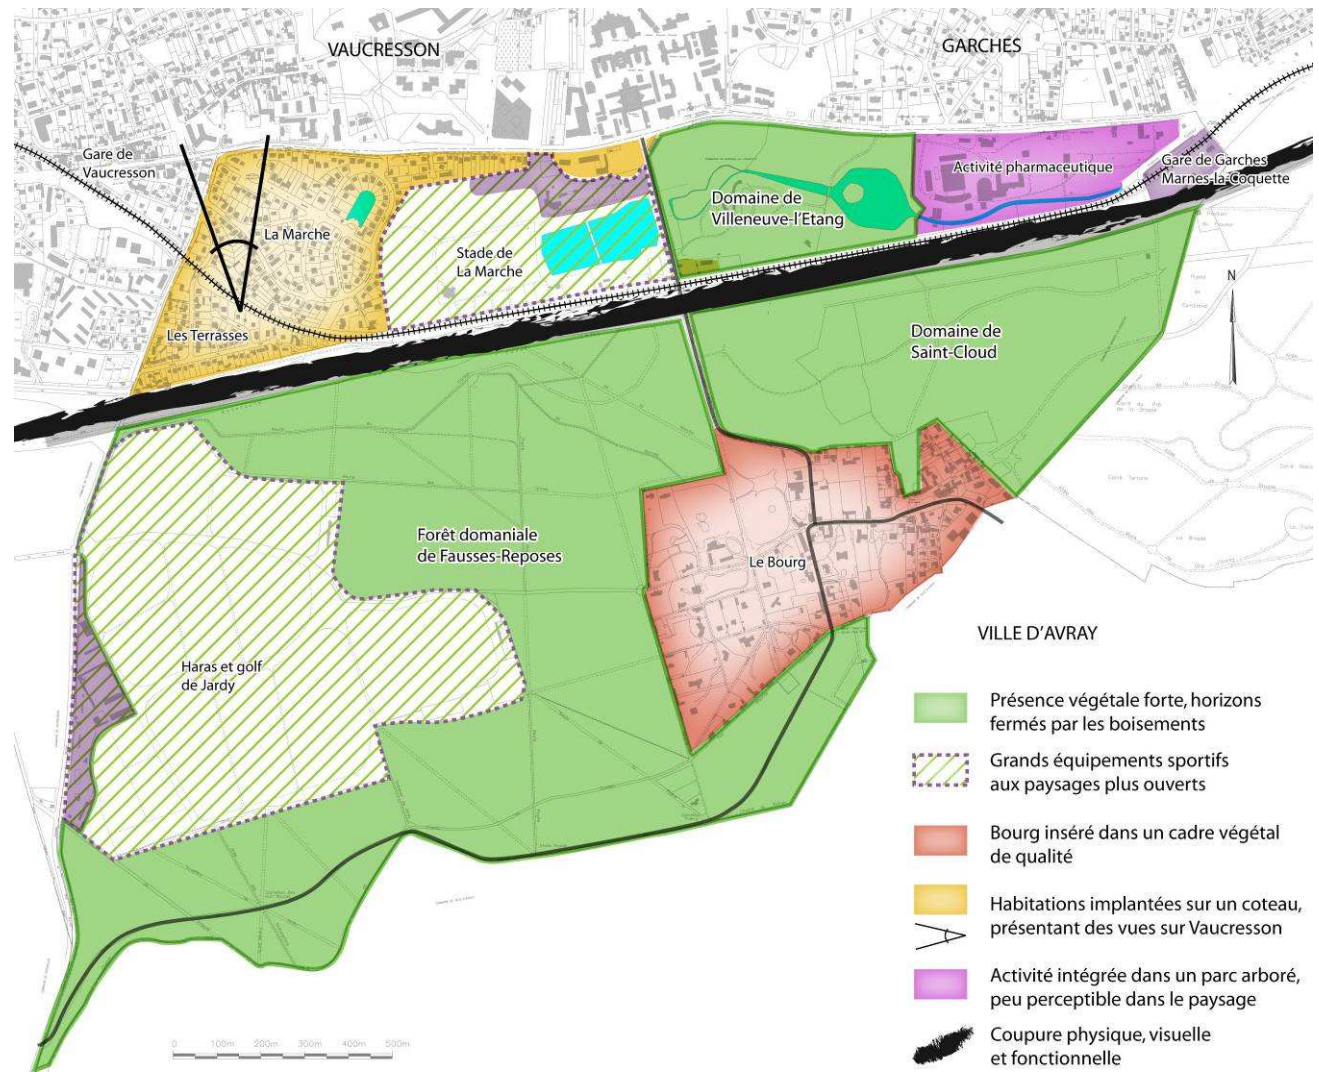 VAUCRESSON
GARCHES
Gare de
Vaucresson
Activité pharmaceutique
Gare de Garches
Marnes-la-Coquette
Domaine de
Villeneuve-l'Etang
La Marche
Stade de
La Marche
N
Les Terrasses
Domaine de
Saint-Cloud
Forêt domaniale
de Fausses-Reposes
Le Bourg
Haras et golf
de Jardy
VILLE D'AVRAY
Présence végétale forte, horizons
fermés par les boisements
Grands équipements sportifs
aux paysages plus ouverts
Bourg inséré dans un cadre végétal
de qualité
Habitations implantées sur un coteau,
présentant des vues sur Vaucresson
Activité intégrée dans un parc arboré,
peu perceptible dans le paysage
Coupure physique, visuelle
et fonctionnelle
0 100m 200m 300m 400m 500m